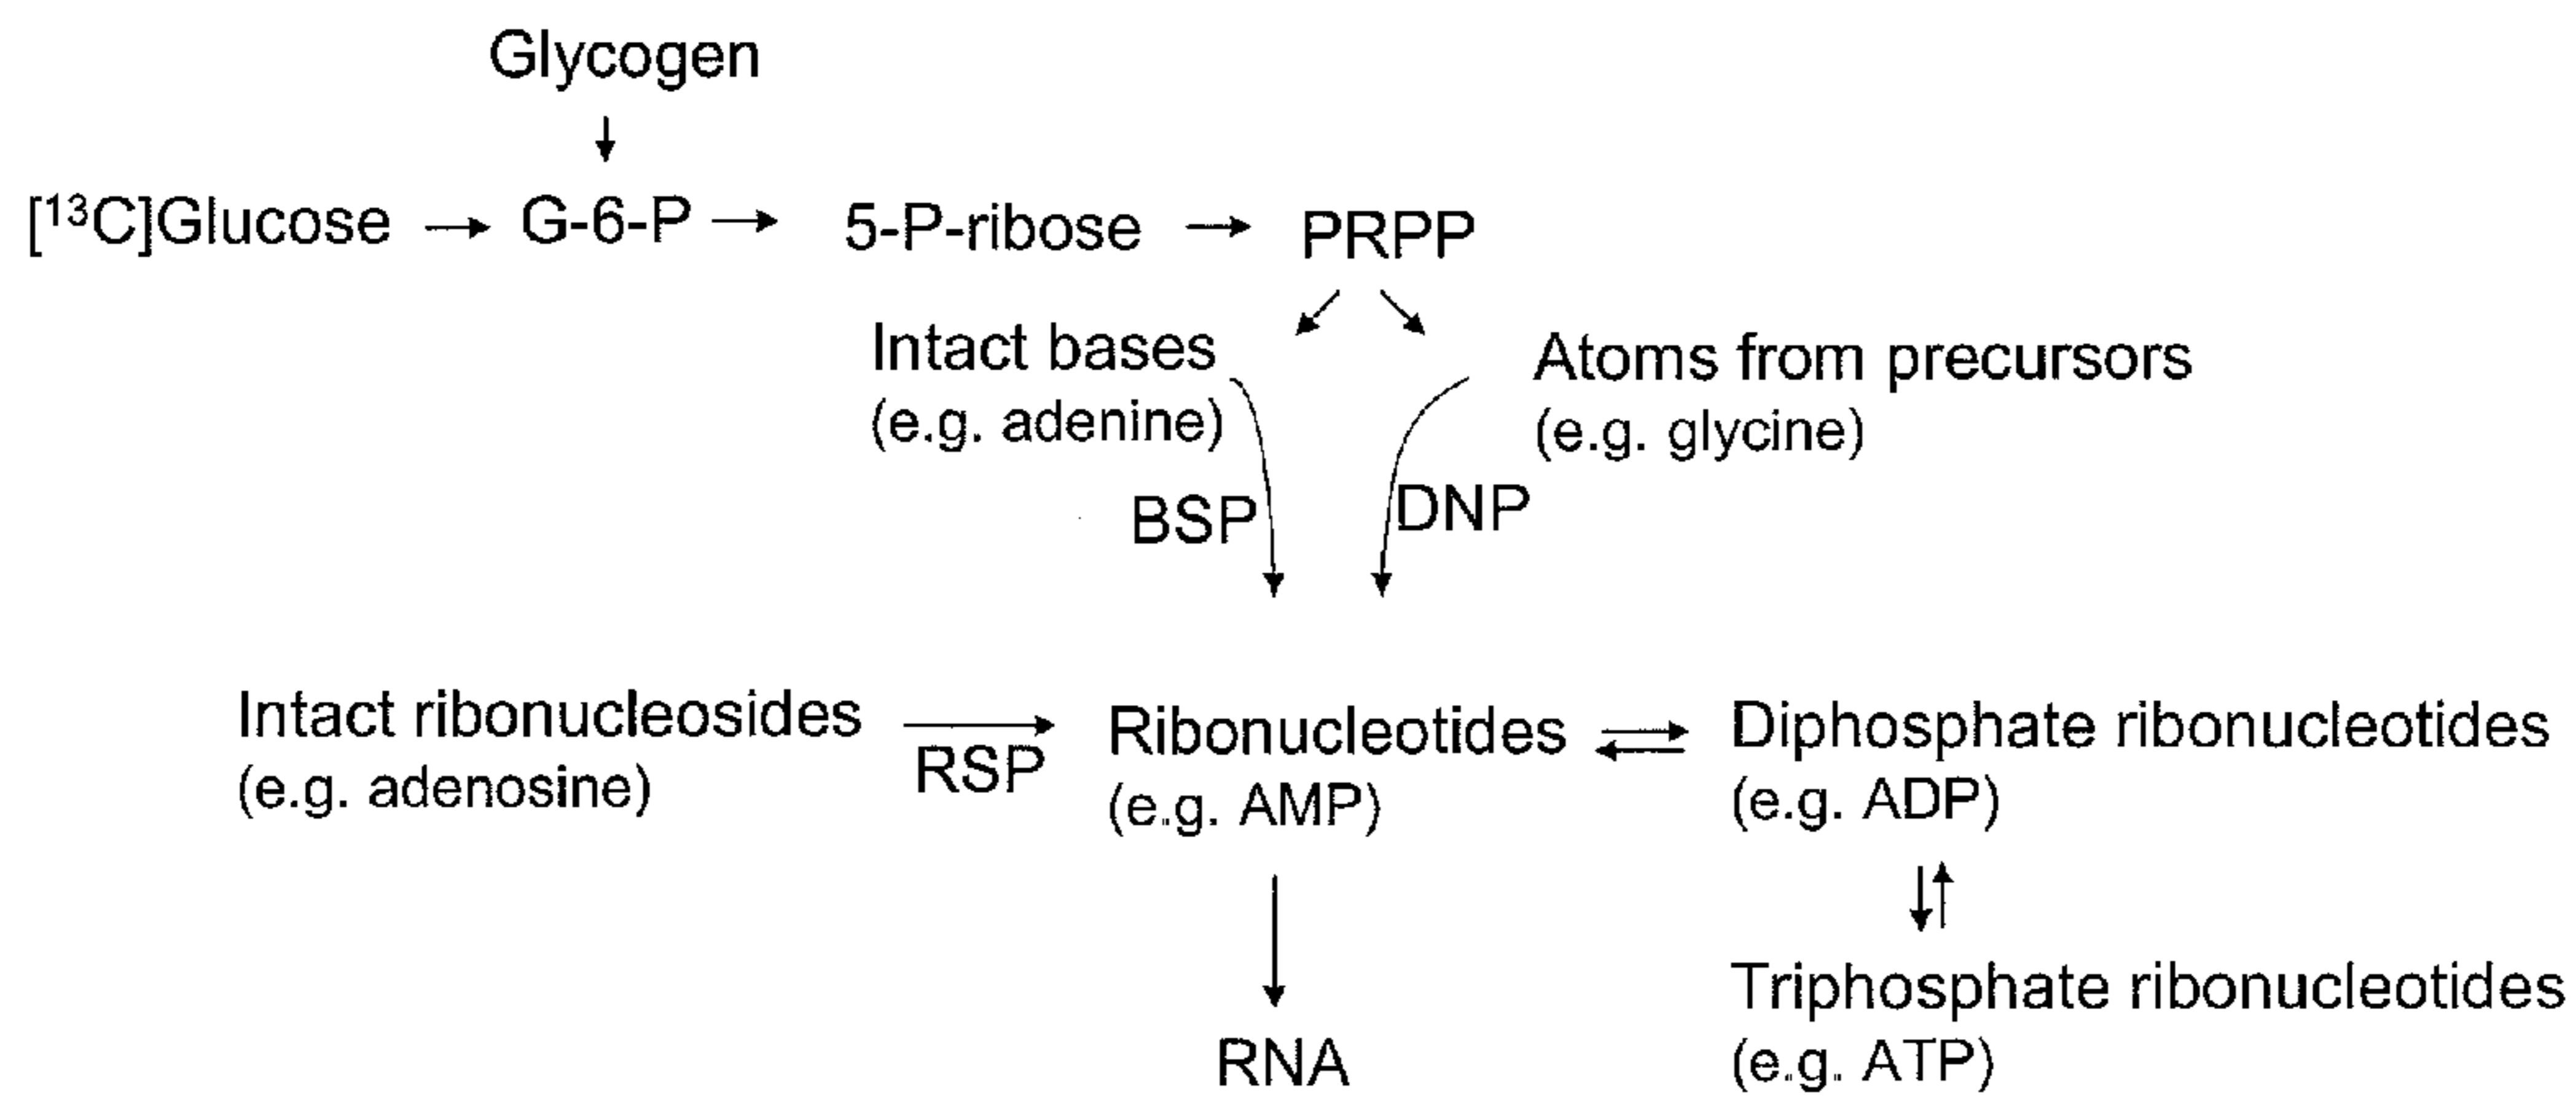 Glycogen
[¹³C]Glucose G-6-P 5-P-ribose PRPP
Intact bases
(e.g. adenine)
Atoms from precursors
(e.g. glycine)
BSP DNP
Intact ribonucleosides
(e.g. adenosine)
RSP
Ribonucleotides
(e.g. AMP)
Diphosphate ribonucleotides
(e.g. ADP)
Triphosphate ribonucleotides
(e.g. ATP)
RNA